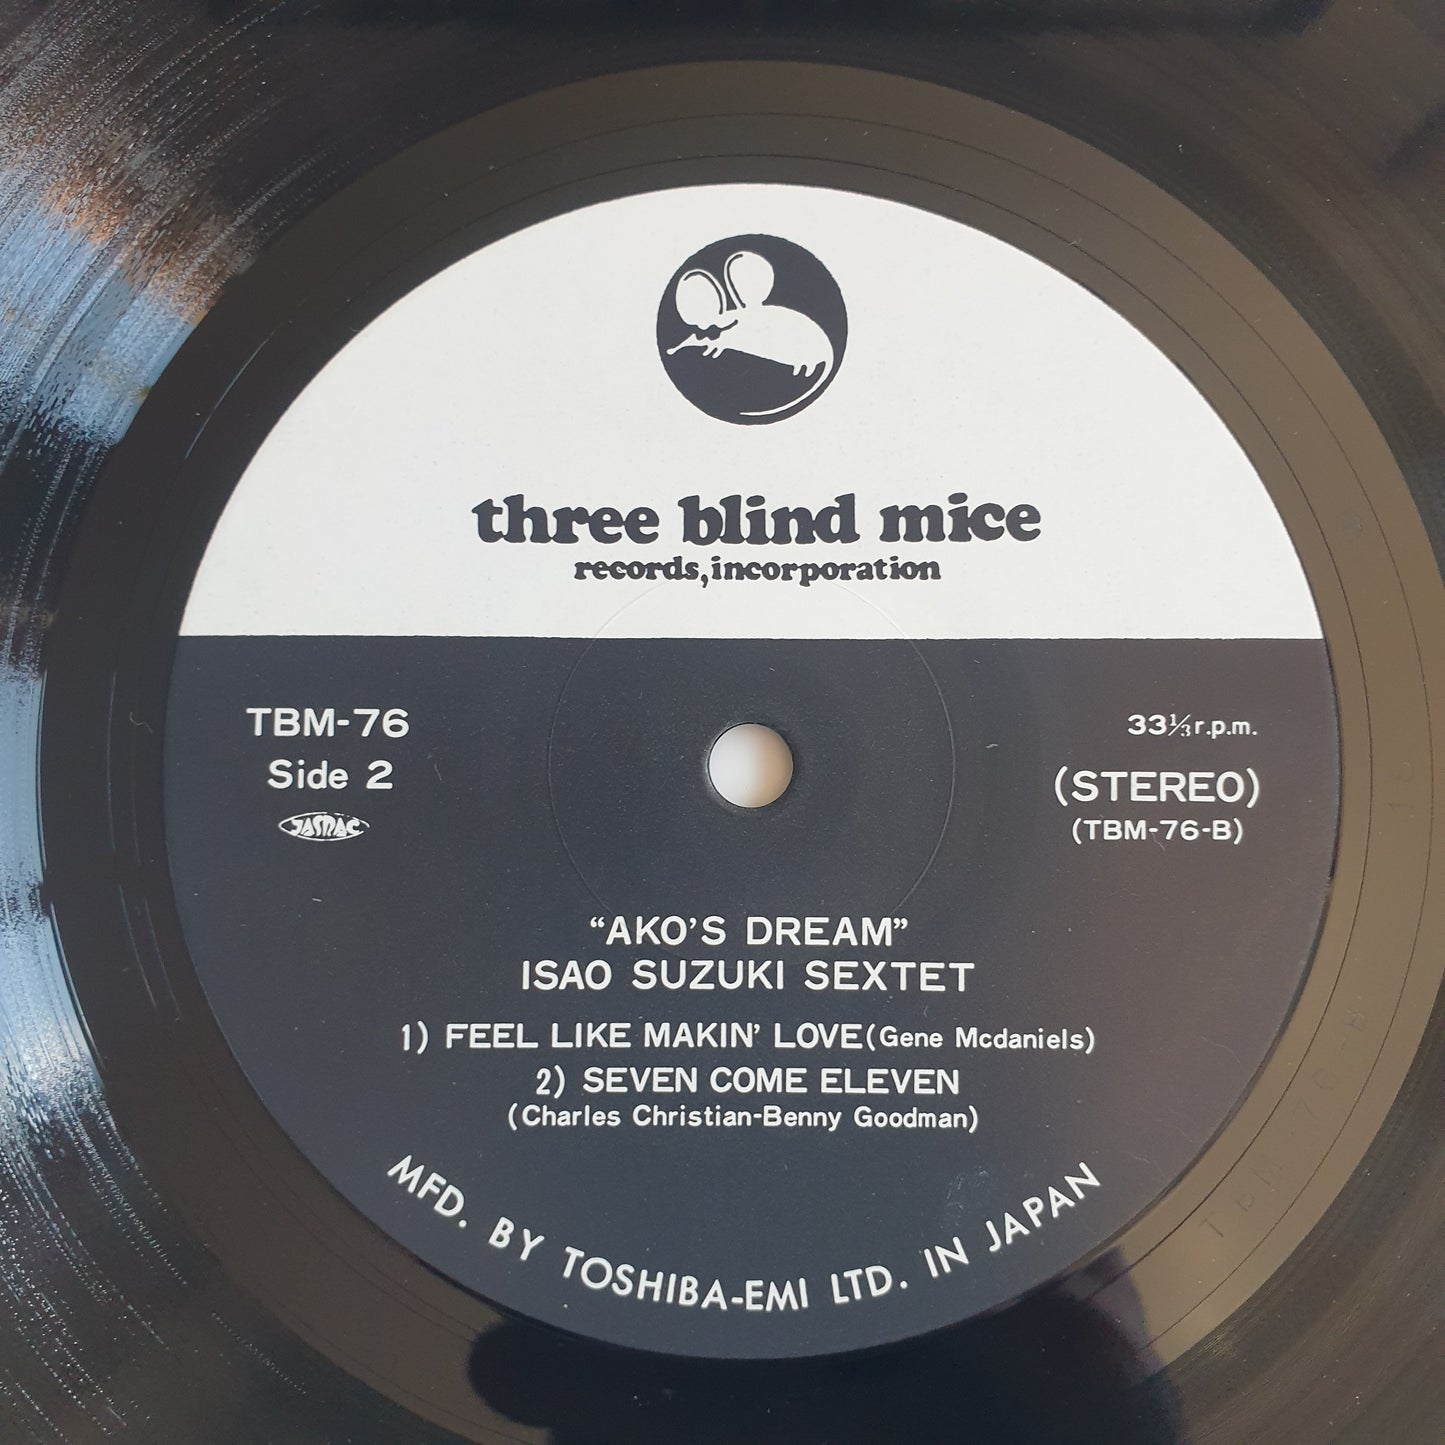 three blind mice
records, incorporation
TBM-76
Side 2
JASRAC
33⅓ r.p.m.
(STEREO)
(TBM-76-B)
“AKO’S DREAM”
ISAO SUZUKI SEXTET
1) FEEL LIKE MAKIN’ LOVE (Gene Mcdaniels)
2) SEVEN COME ELEVEN
(Charles Christian-Benny Goodman)
MFD. BY TOSHIBA-EMI LTD. IN JAPAN